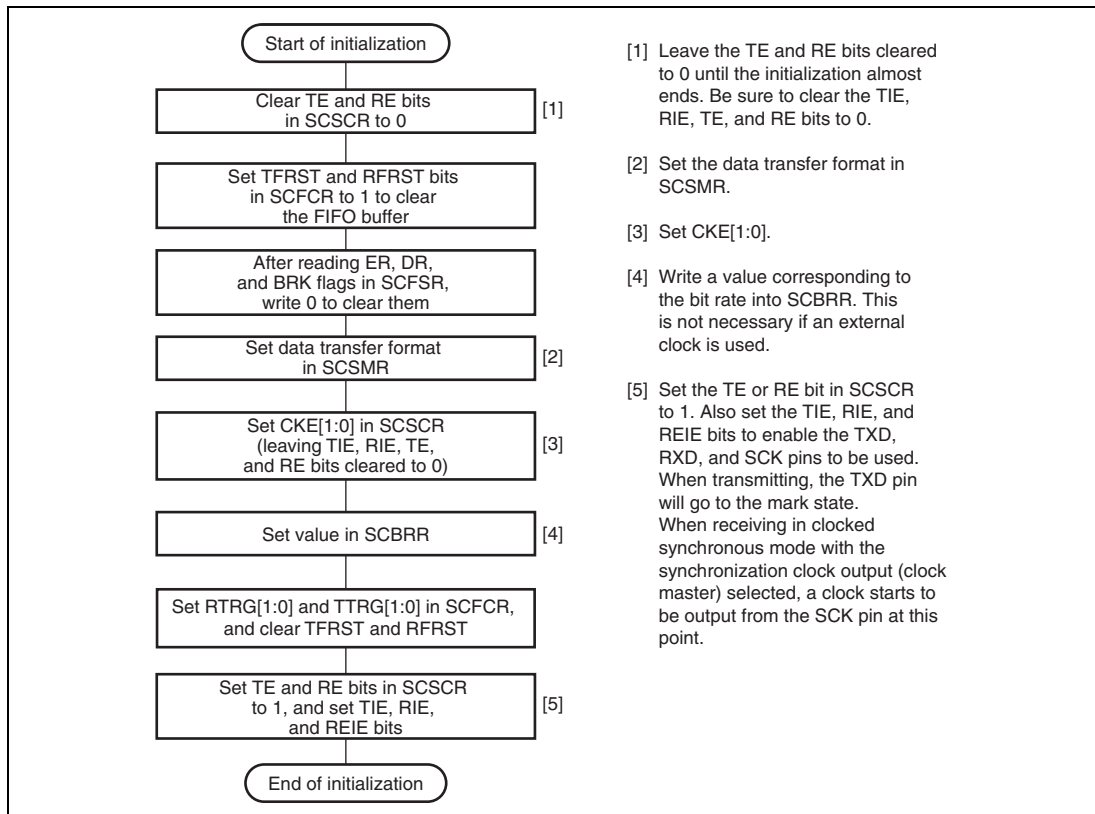 Start of initialization
Clear TE and RE bits
in SCSCR to 0
[1]
Set TFRST and RFRST bits
in SCFCR to 1 to clear
the FIFO buffer
After reading ER, DR,
and BRK flags in SCFSR,
write 0 to clear them
Set data transfer format
in SCSMR
[2]
Set CKE[1:0] in SCSCR
(leaving TIE, RIE, TE,
and RE bits cleared to 0)
[3]
Set value in SCBRR
[4]
Set RTRG[1:0] and TTRG[1:0] in SCFCR,
and clear TFRST and RFRST
Set TE and RE bits in SCSCR
to 1, and set TIE, RIE,
and REIE bits
[5]
End of initialization
[1] Leave the TE and RE bits cleared
to 0 until the initialization almost
ends. Be sure to clear the TIE,
RIE, TE, and RE bits to 0.
[2] Set the data transfer format in
SCSMR.
[3] Set CKE[1:0].
[4] Write a value corresponding to
the bit rate into SCBRR. This
is not necessary if an external
clock is used.
[5] Set the TE or RE bit in SCSCR
to 1. Also set the TIE, RIE, and
REIE bits to enable the TXD,
RXD, and SCK pins to be used.
When transmitting, the TXD pin
will go to the mark state.
When receiving in clocked
synchronous mode with the
synchronization clock output (clock
master) selected, a clock starts to
be output from the SCK pin at this
point.